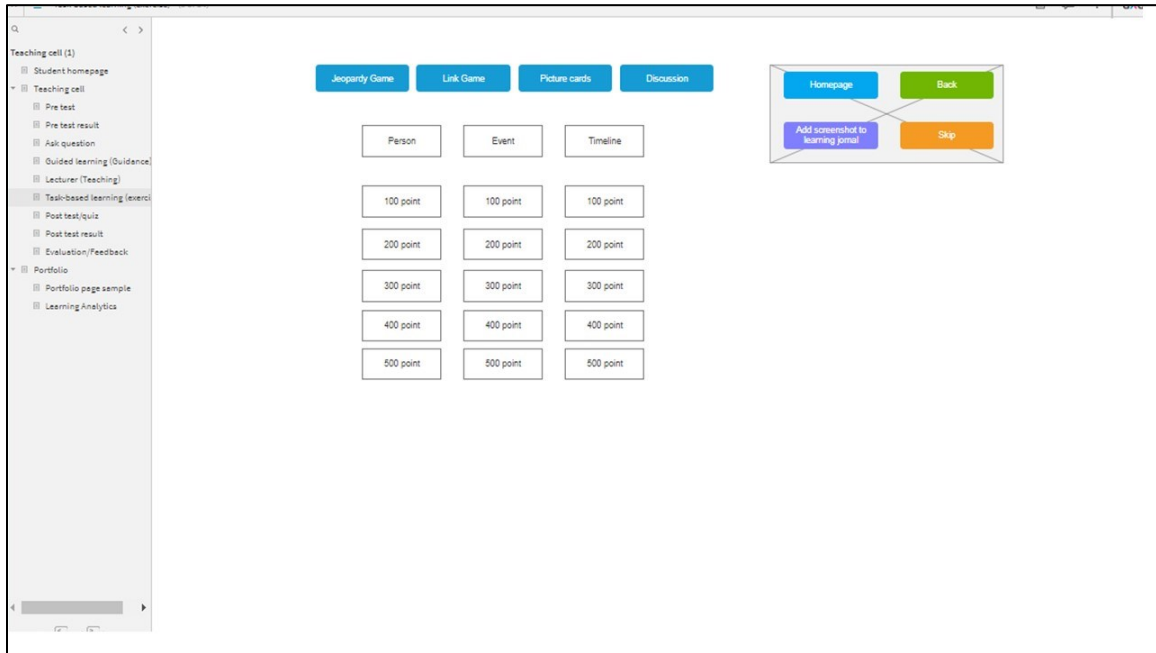 Teaching cell (1)
Student homepage
Teaching cell
Pre test
Pre test result
Ask question
Guided learning (Guidance)
Lecturer (Teaching)
Task-based learning (exerci
Post test/quiz
Post test result
Evaluation/Feedback
Portfolio
Portfolio page sample
Learning Analytics
Jeopardy Game Link Game Picture cards Discussion
Person Event Timeline
100 point 100 point 100 point
200 point 200 point 200 point
300 point 300 point 300 point
400 point 400 point 400 point
500 point 500 point 500 point
Homepage Back
Add screenshot to
learning jornal
Skip